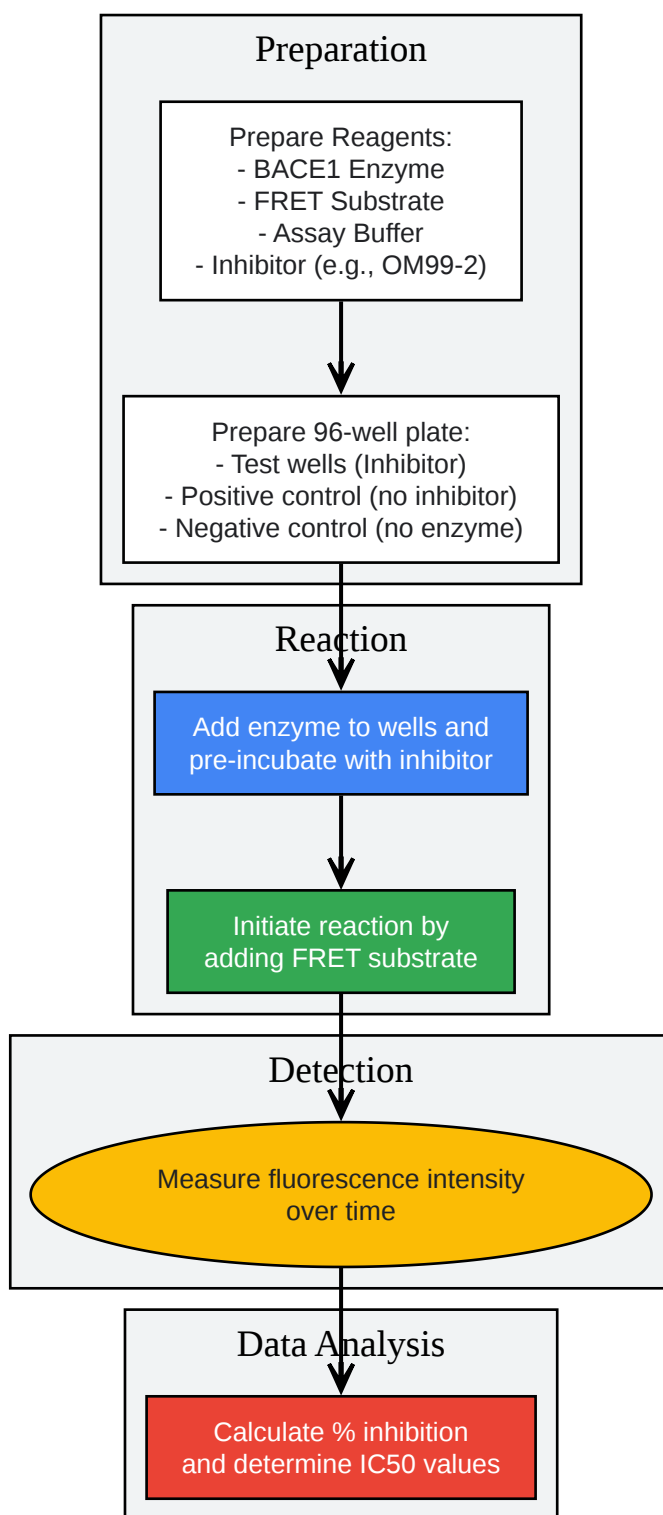 Preparation
Prepare Reagents:
- BACE1 Enzyme
- FRET Substrate
- Assay Buffer
- Inhibitor (e.g., OM99-2)
Prepare 96-well plate:
- Test wells (Inhibitor)
- Positive control (no inhibitor)
- Negative control (no enzyme)
Reaction
Add enzyme to wells and
pre-incubate with inhibitor
Initiate reaction by
adding FRET substrate
Detection
Measure fluorescence intensity
over time
Data Analysis
Calculate % inhibition
and determine IC50 values